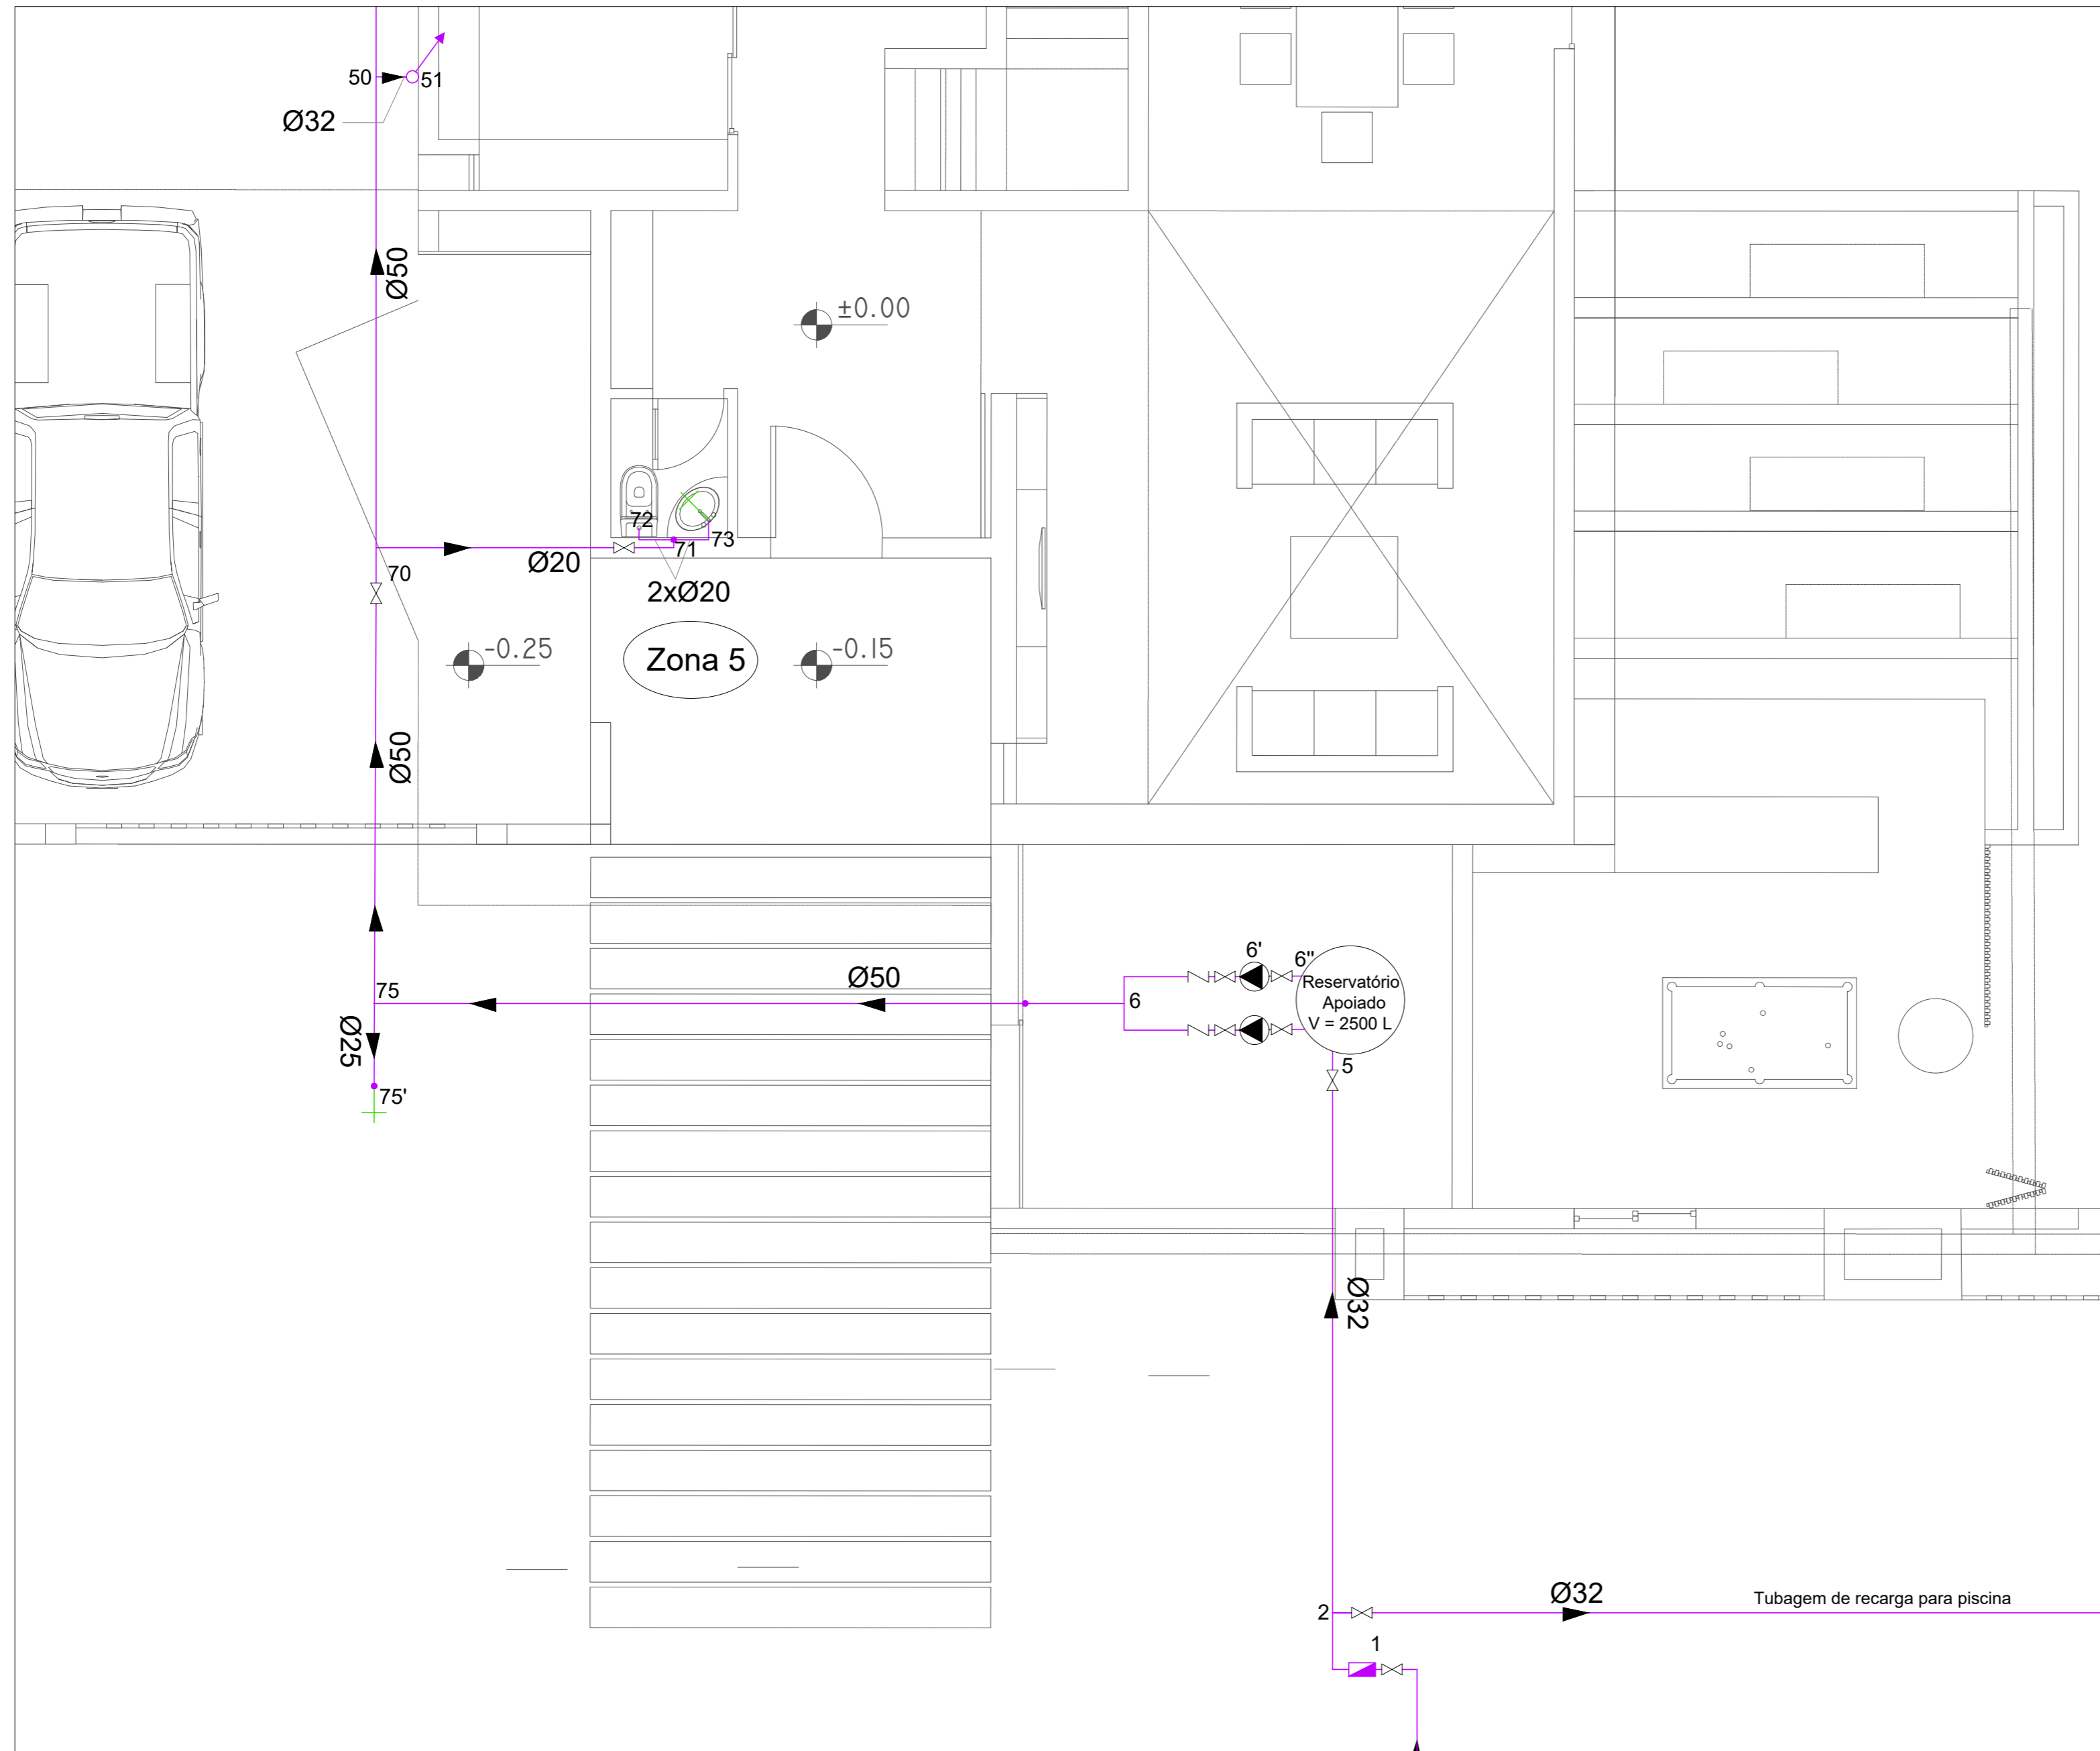 50
51
Ø32
Ø50
±0.00
72
71
73
Ø20
70
2xØ20
-0.25
Zona 5
-0.15
Ø50
6'
6"
Ø50
Reservatório
Apoiado
V = 2500 L
75
6
Ø25
5
75'
Ø32
Ø32
Tubagem de recarga para piscina
2
1